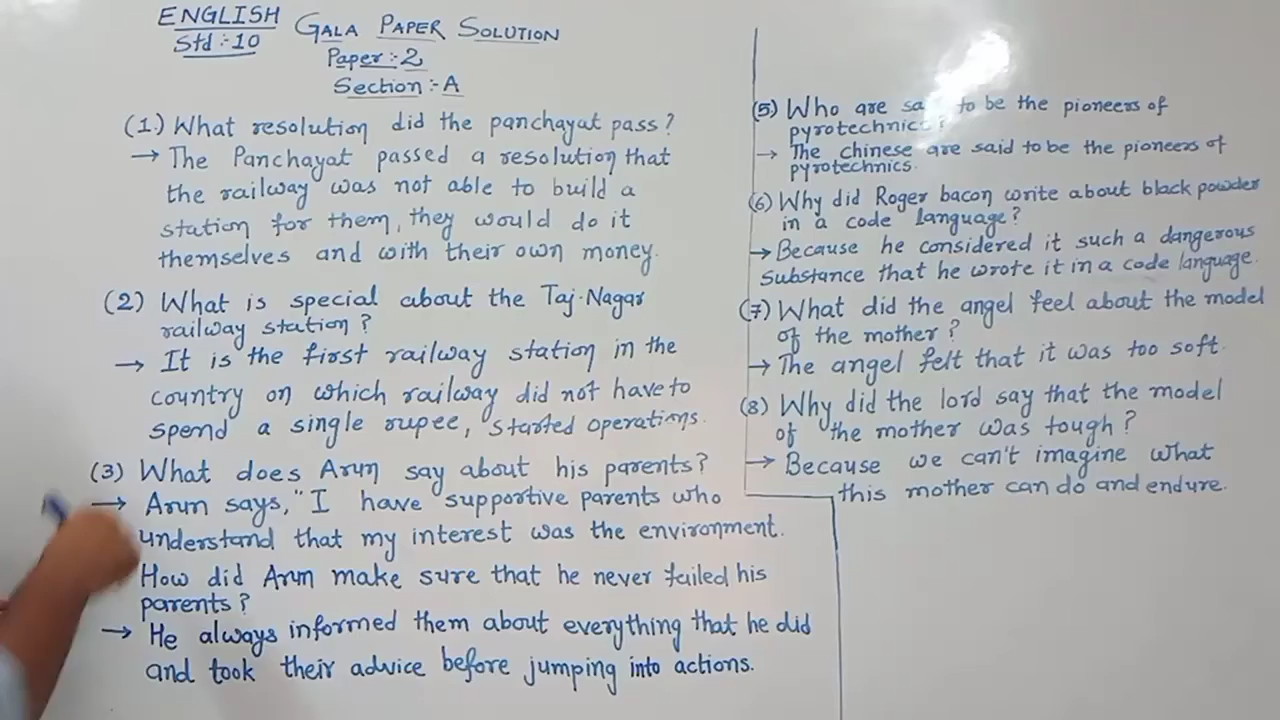 ENGLISH
Std :- 10
GALA PAPER SOLUTION
Paper :- 2
Section :- A
(1.) What resolution did the panchayat pass?
→ The Panchayat passed a resolution that
the railway was not able to build a
station for them, they would do it
themselves and with their own money.
(2) What is special about the Taj-Nagar
railway station?
→ It is the first railway station in the
country on which railway did not have to
spend a single rupee, started operations.
(3) What does Arun say about his parents?
→ Arun says, "I have supportive parents who
understand that my interest was the environment.
How did Arun make sure that he never failed his
parents?
→ He always informed them about everything that he did
and took their advice before jumping into actions.
(5) Who are to be the pioneers of
pyrotechnics?
→ The chinese are said to be the pioneers of
pyrotechnics.
(6) Why did Roger bacon write about black powder
in a code language?
→ Because he considered it such a dangerous
substance that he wrote it in a code language.
(7) What did the angel feel about the model
of the mother?
→ The angel felt that it was too soft.
(8) Why did the lord say that the model
of the mother was tough?
→ Because we can't imagine what
this mother can do and endure.